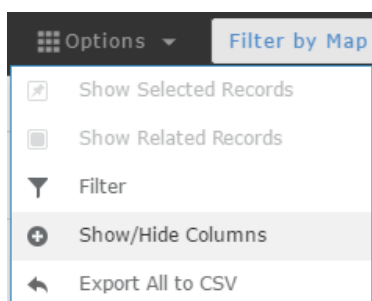 Options Filter by Map
Show Selected Records
Show Related Records
Filter
Show/Hide Columns
Export All to CSV